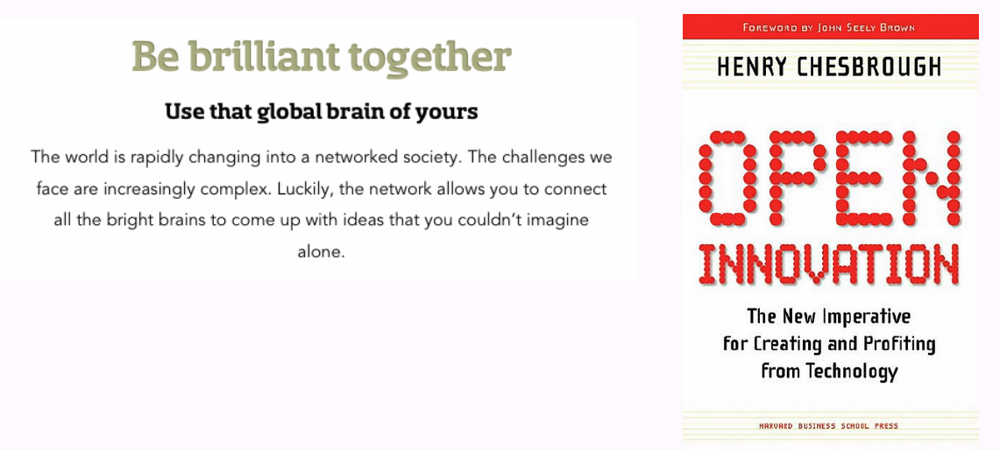 Be brilliant together
Use that global brain of yours
The world is rapidly changing into a networked society. The challenges we
face are increasingly complex. Luckily, the network allows you to connect
all the bright brains to come up with ideas that you couldn't imagine
alone.
FOREWORD BY JOHN SEELY BROWN
HENRY CHESBROUGH
OPEN
INNOVATION
The New Imperative
for Creating and Profiting
from Technology
HARVARD BUSINESS SCHOOL PRESS